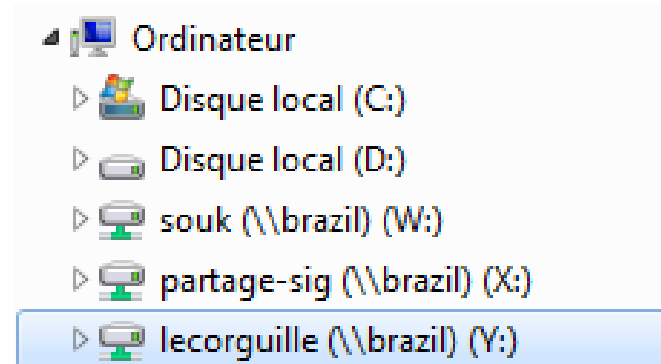 Ordinateur
Disque local (C:)
Disque local (D:)
souk (\\brazil) (W:)
partage-sig (\\brazil) (X:)
lecorguille (\\brazil) (Y:)